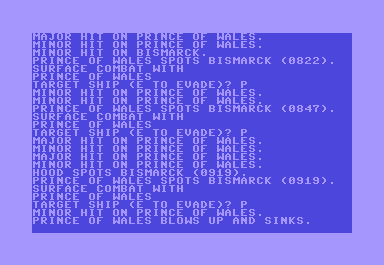 MAJOR HIT ON PRINCE OF WALES.
MINOR HIT ON PRINCE OF WALES.
MINOR HIT ON BISMARCK.
PRINCE OF WALES SPOTS BISMARCK (0822).
SURFACE COMBAT WITH
PRINCE OF WALES
TARGET SHIP (E TO EVADE)? P
MINOR HIT ON PRINCE OF WALES.
MINOR HIT ON PRINCE OF WALES.
PRINCE OF WALES SPOTS BISMARCK (0847).
SURFACE COMBAT WITH
PRINCE OF WALES
TARGET SHIP (E TO EVADE)? P
MAJOR HIT ON PRINCE OF WALES.
MINOR HIT ON PRINCE OF WALES.
MAJOR HIT ON PRINCE OF WALES.
MINOR HIT ON PRINCE OF WALES.
HOOD SPOTS BISMARCK (0919).
PRINCE OF WALES SPOTS BISMARCK (0919).
SURFACE COMBAT WITH
PRINCE OF WALES
TARGET SHIP (E TO EVADE)? P
MINOR HIT ON PRINCE OF WALES.
PRINCE OF WALES BLOWS UP AND SINKS.